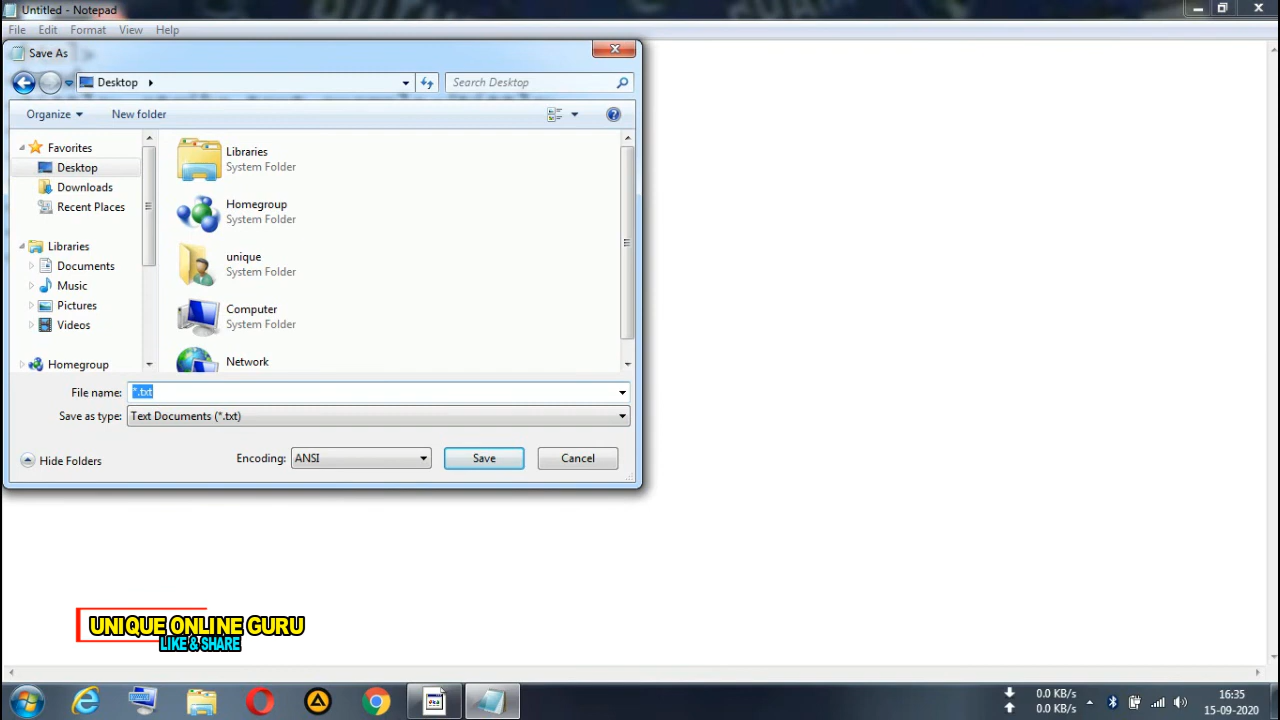 Untitled - Notepad
File Edit Format View Help
Save As
Desktop
Search Desktop
Organize New folder
Favorites
Desktop
Downloads
Recent Places
Libraries
Documents
Music
Pictures
Videos
Homegroup
Libraries
System Folder
Homegroup
System Folder
unique
System Folder
Computer
System Folder
Network
File name: *.txt
Save as type: Text Documents (*.txt)
Hide Folders Encoding: ANSI Save Cancel
UNIQUE ONLINE GURU
LIKE & SHARE
0.0 KB/s
0.0 KB/s
16:35
15-09-2020